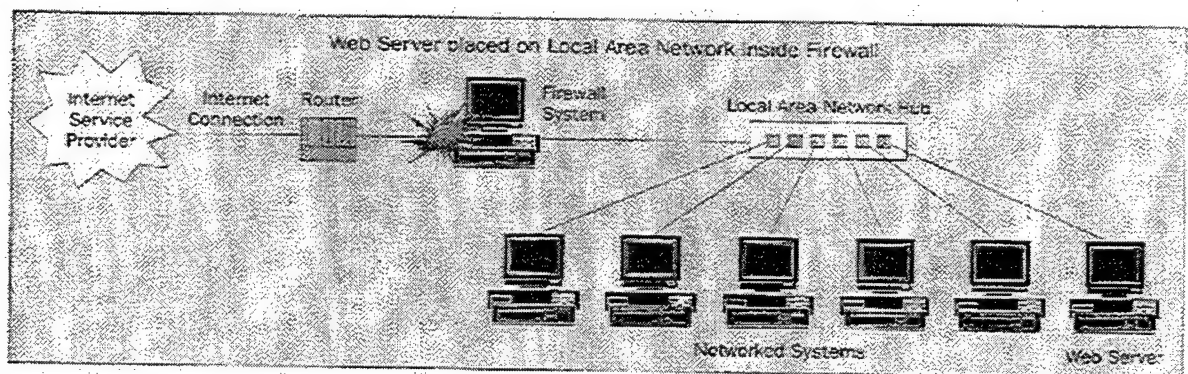 Web Server placed on Local Area Network Inside Firewall
Internet
Service
Provider
Internet
Connection
Router
Firewall
System
Local Area Network Hub
Networked Systems
Web Server